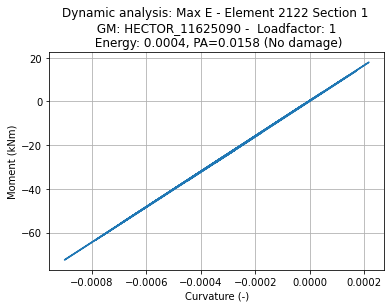 Dynamic analysis: Max E - Element 2122 Section 1
GM: HECTOR_11625090 -  Loadfactor: 1
Energy: 0.0004, PA=0.0158 (No damage)
20
0
−20
−40
−60
Moment (kNm)
−0.0008 −0.0006 −0.0004 −0.0002 0.0000 0.0002
Curvature (-)